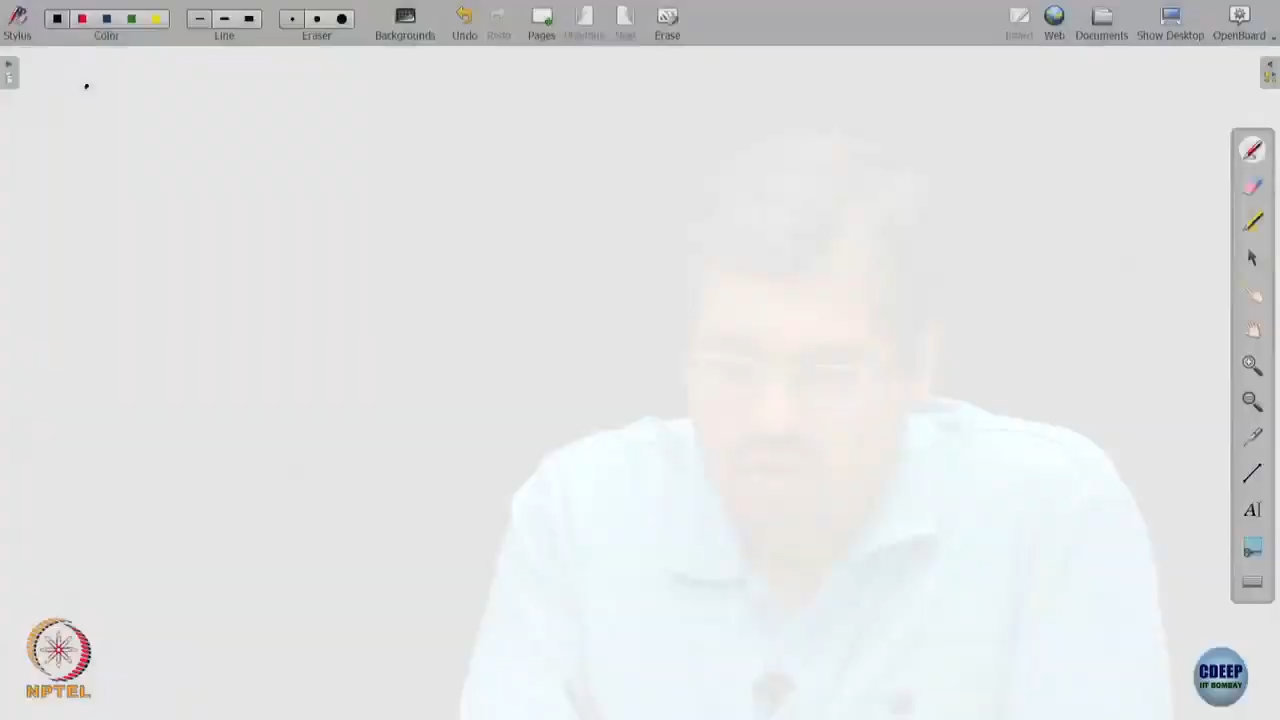 Stylus
Color
Line
Eraser
Backgrounds
Undo
Redo
Pages
Erase
Web
Documents
Show Desktop
OpenBoard
NPTEL
CDEEP
IIT BOMBAY